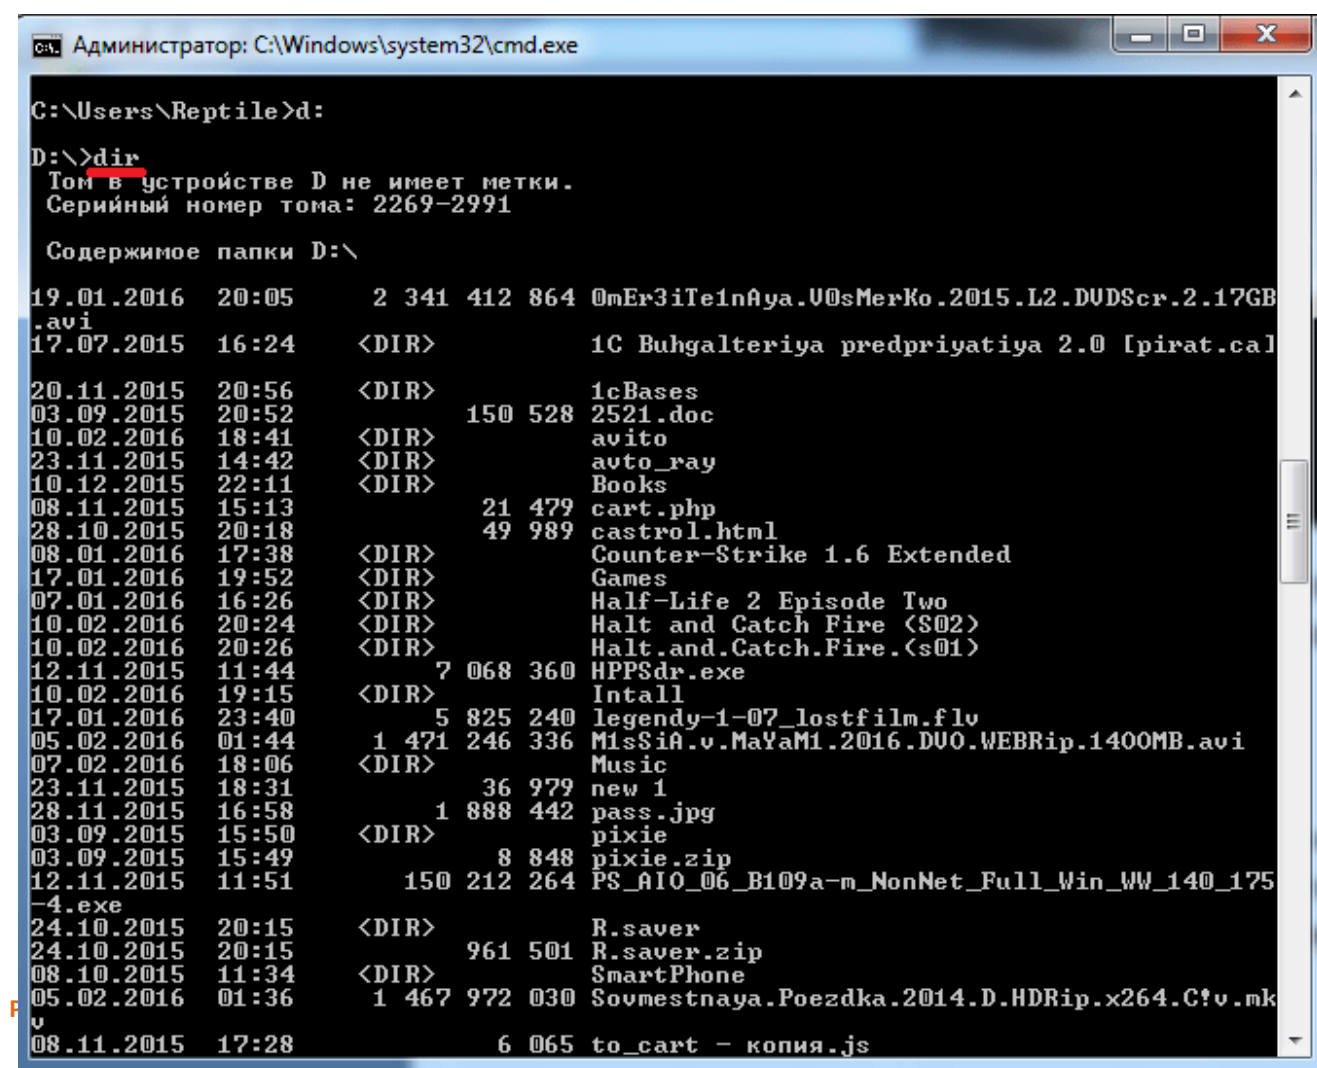 Администратор: C:\Windows\system32\cmd.exe
C:\Users\Reptile>d:
D:\>dir
Том в устройстве D не имеет метки.
Серийный номер тома: 2269-2991
Содержимое папки D:\
19.01.2016 20:05 2 341 412 864 0mEr3iTe1nAya.V0sMerKo.2015.L2.DVDScr.2.17GB
.avi
17.07.2015 16:24 <DIR> 1C Buhgalteriya predpriyatiya 2.0 [pirat.ca]
20.11.2015 20:56 <DIR> 1cBases
03.09.2015 20:52 150 528 2521.doc
10.02.2016 18:41 <DIR> avito
23.11.2015 14:42 <DIR> avto_ray
10.12.2015 22:11 <DIR> Books
08.11.2015 15:13 21 479 cart.php
28.10.2015 20:18 49 989 castrol.html
08.01.2016 17:38 <DIR> Counter-Strike 1.6 Extended
17.01.2016 19:52 <DIR> Games
07.01.2016 16:26 <DIR> Half-Life 2 Episode Two
10.02.2016 20:24 <DIR> Halt and Catch Fire (S02)
10.02.2016 20:26 <DIR> Halt.and.Catch.Fire.(s01)
12.11.2015 11:44 7 068 360 HPPSdr.exe
10.02.2016 19:15 <DIR> Intall
17.01.2016 23:40 5 825 240 legendy-1-07_lostfilm.flv
05.02.2016 01:44 1 471 246 336 M1sSiA.v.MaYaM1.2016.DVO.WEBRip.1400MB.avi
07.02.2016 18:06 <DIR> Music
23.11.2015 18:31 36 979 new 1
28.11.2015 16:58 1 888 442 pass.jpg
03.09.2015 15:50 <DIR> pixie
03.09.2015 15:49 8 848 pixie.zip
12.11.2015 11:51 150 212 264 PS_AIO_06_B109a-m_NonNet_Full_Win_WW_140_175
-4.exe
24.10.2015 20:15 <DIR> R.saver
24.10.2015 20:15 961 501 R.saver.zip
08.10.2015 11:34 <DIR> SmartPhone
05.02.2016 01:36 1 467 972 030 Sovmestnaya.Poezdka.2014.D.HDRip.x264.C!v.mk
v
08.11.2015 17:28 6 065 to_cart - копия.js